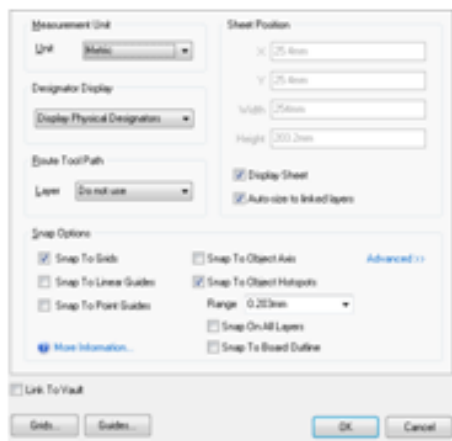 Measurement Unit
Unit Metric
Designator Display
Display Physical Designators
Route Tool Path
Layer Do not use
Sheet Position
X 25.4mm
Y 25.4mm
Width 254mm
Height 203.2mm
Display Sheet
Auto-size to linked layers
Snap Options
Snap To Grids
Snap To Linear Guides
Snap To Point Guides
More Information...
Snap To Object Axis
Advanced >>
Snap To Object Hotspots
Range 0.203mm
Snap On All Layers
Snap To Board Outline
Link To Vault
Grids...
Guides...
OK
Cancel